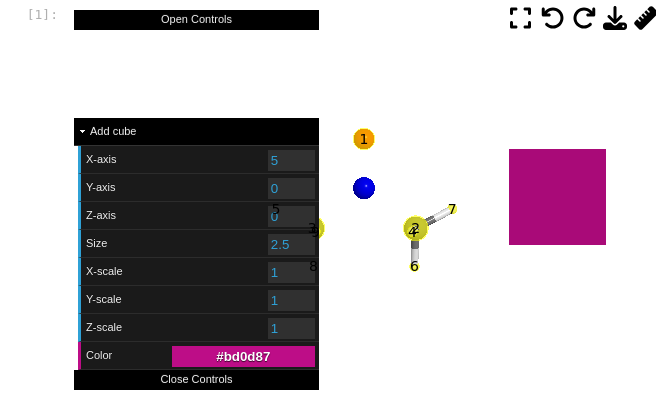 [1]:
Open Controls
Add cube
1
X-axis 5
Y-axis 0
5
7
Z-axis 0
2
4
Size 2.5
8
6
X-scale 1
Y-scale 1
Z-scale 1
Color #bd0d87
Close Controls